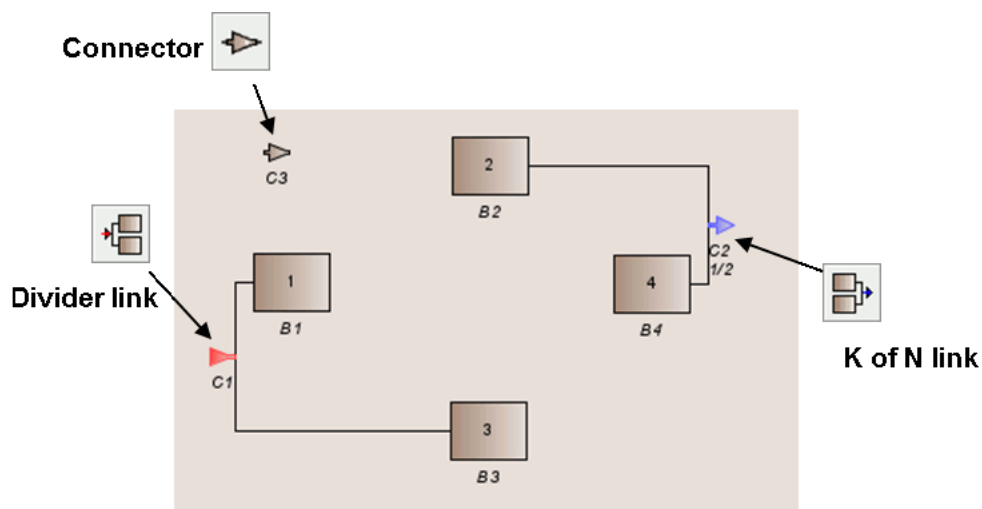 Connector
C3
2
B2
Divider link
1
B1
4
B4
C2
1/2
K of N link
C1
3
B3